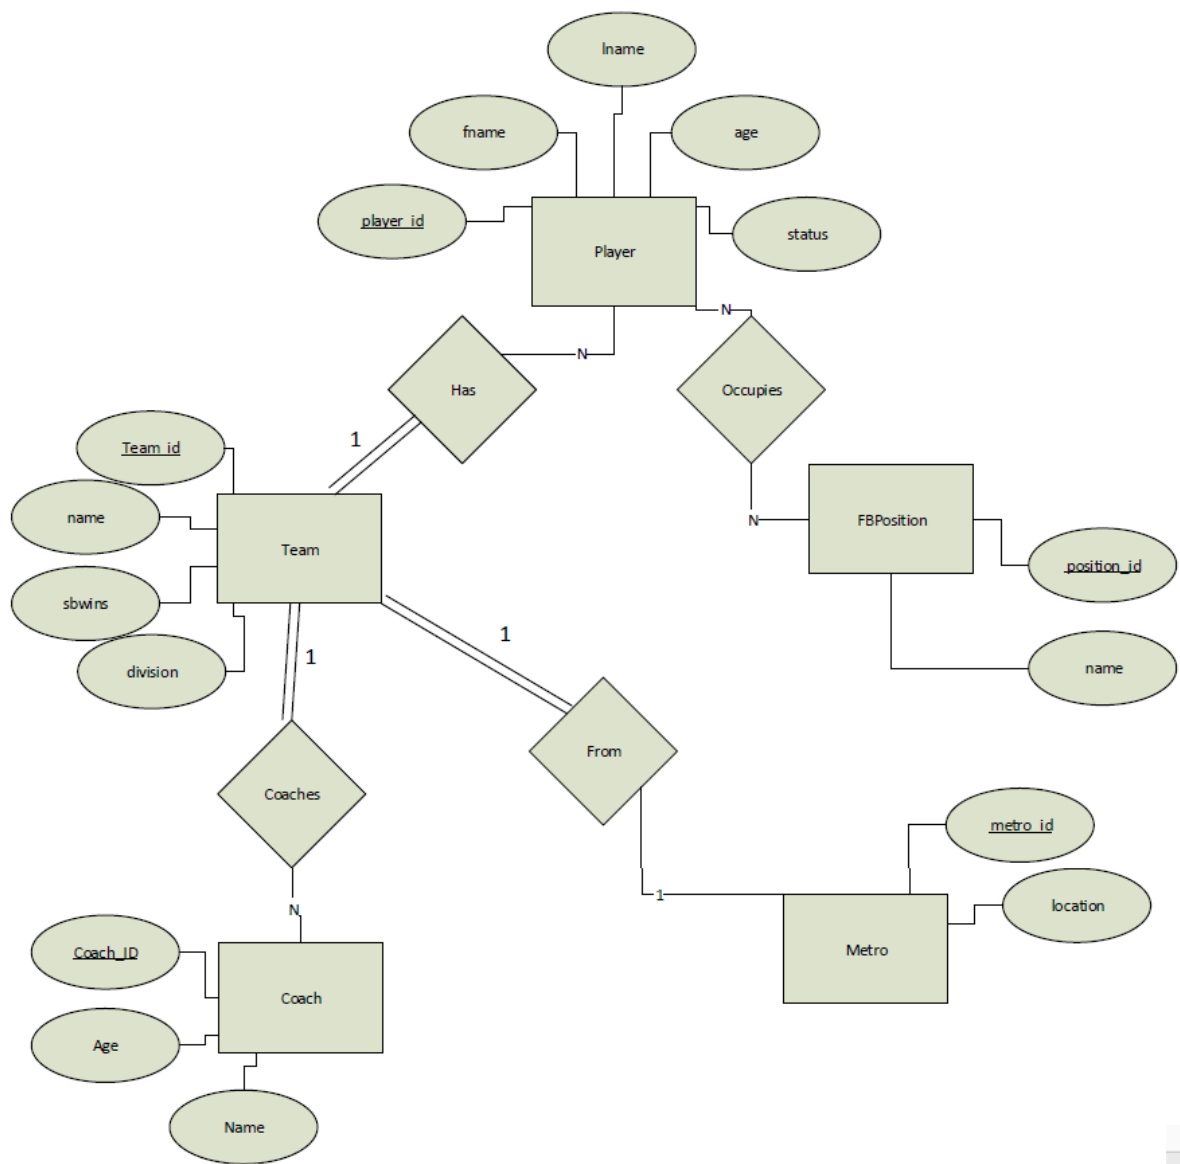 lname
fname
age
player_id
status
Player
N
N
Has
Occupies
1
Team_id
name
sbwins
division
Team
N
FBPosition
position_id
name
1
1
From
Coaches
N
1
metro_id
location
Metro
Coach_ID
Age
Name
Coach